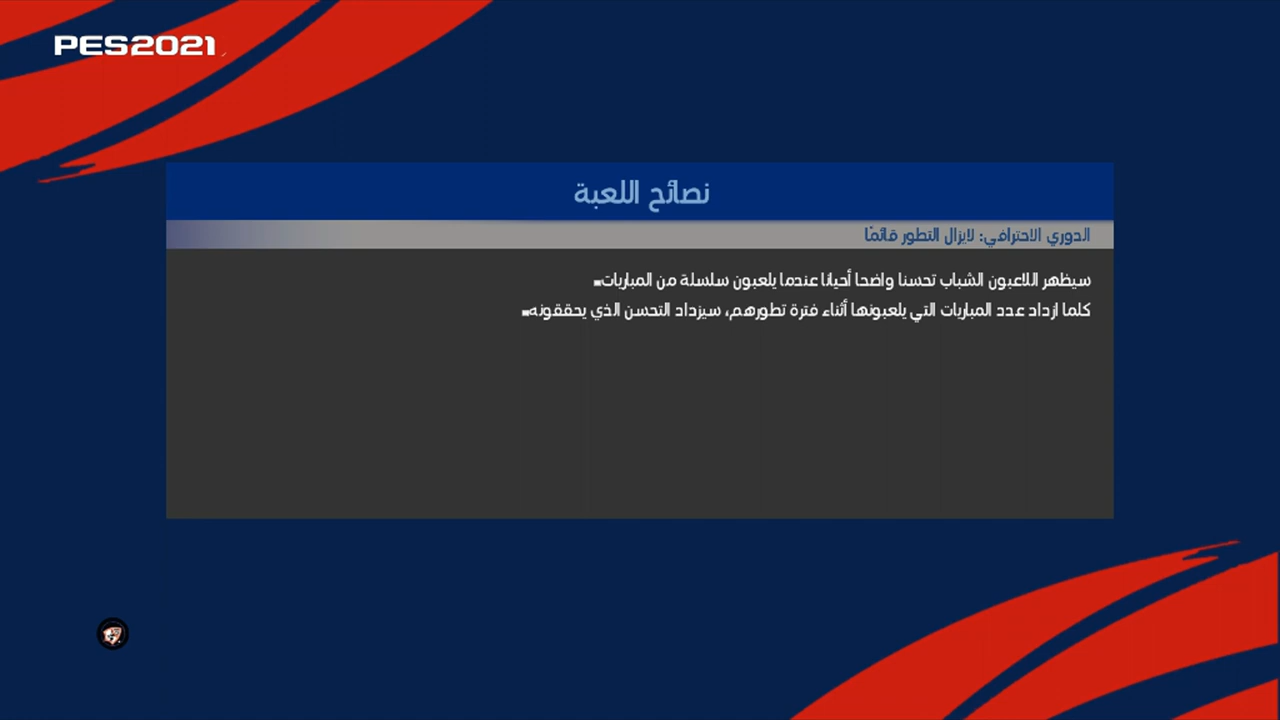 PES2021
نصائح اللعبة
الدوري الاحترافي: لايزال التطور قائمًا
سيظهر اللاعبون الشباب تحسنا واضحا أحيانا عندما يلعبون سلسلة من المباريات.
كلما ازداد عدد المباريات التي يلعبونها أثناء فترة تطورهم، سيزداد التحسن الذي يحققونه.